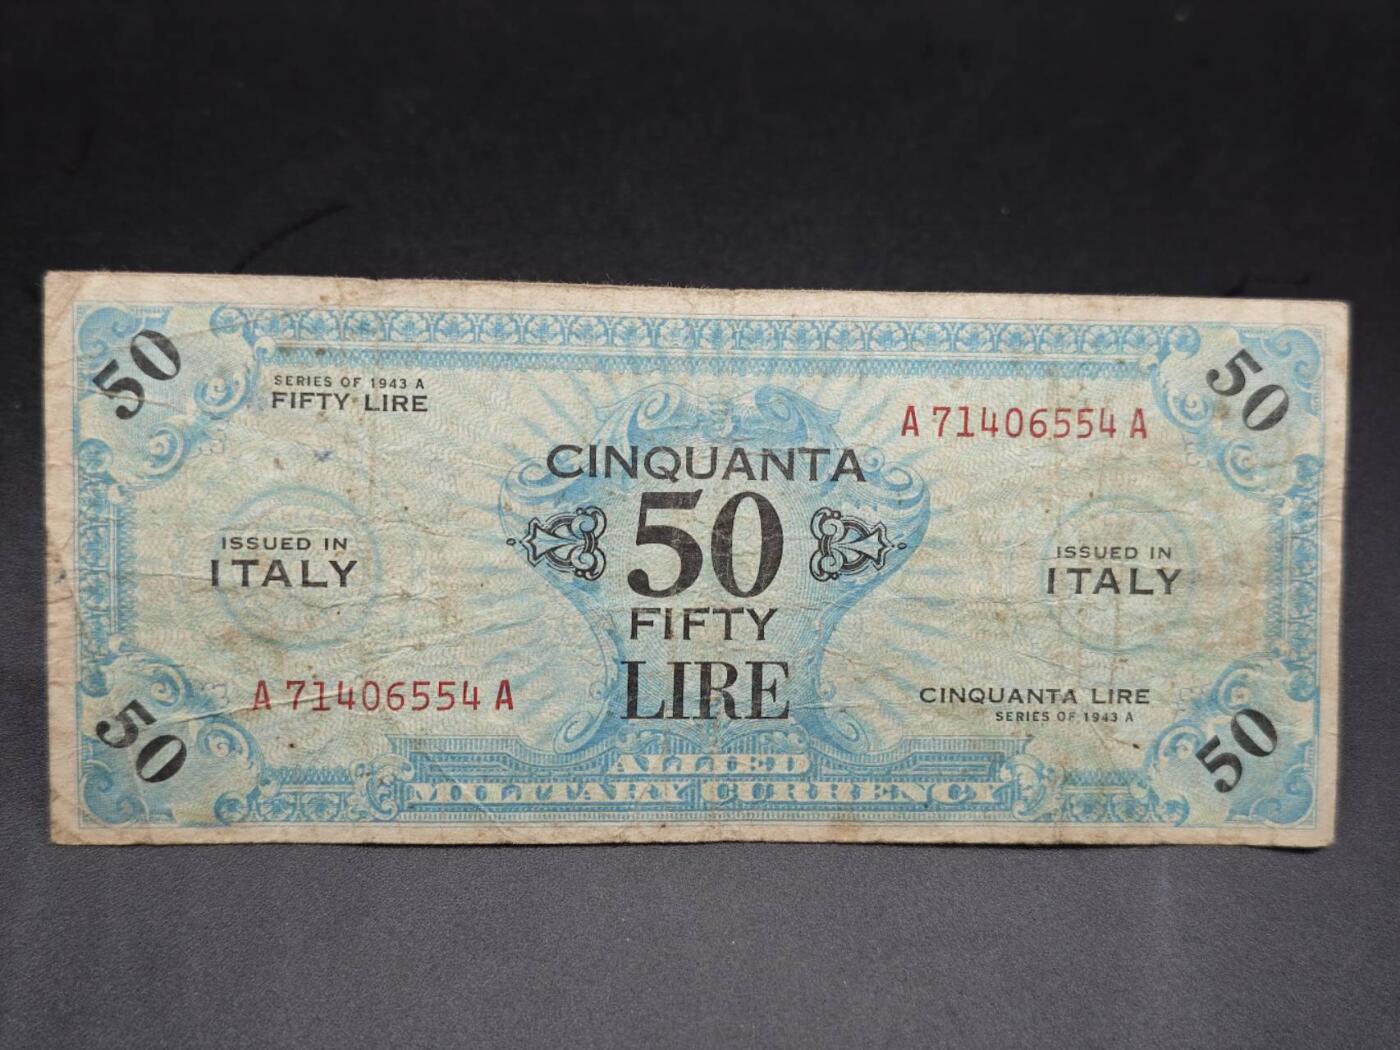 50
50
SERIES OF 1943 A
FIFTY LIRE
A 71406554 A
CINQUANTA
50
FIFTY
LIRE
ISSUED IN
ITALY
ISSUED IN
ITALY
A 71406554 A
CINQUANTA LIRE
SERIES OF 1943 A
50
50
ALLIED
MILITARY CURRENCY